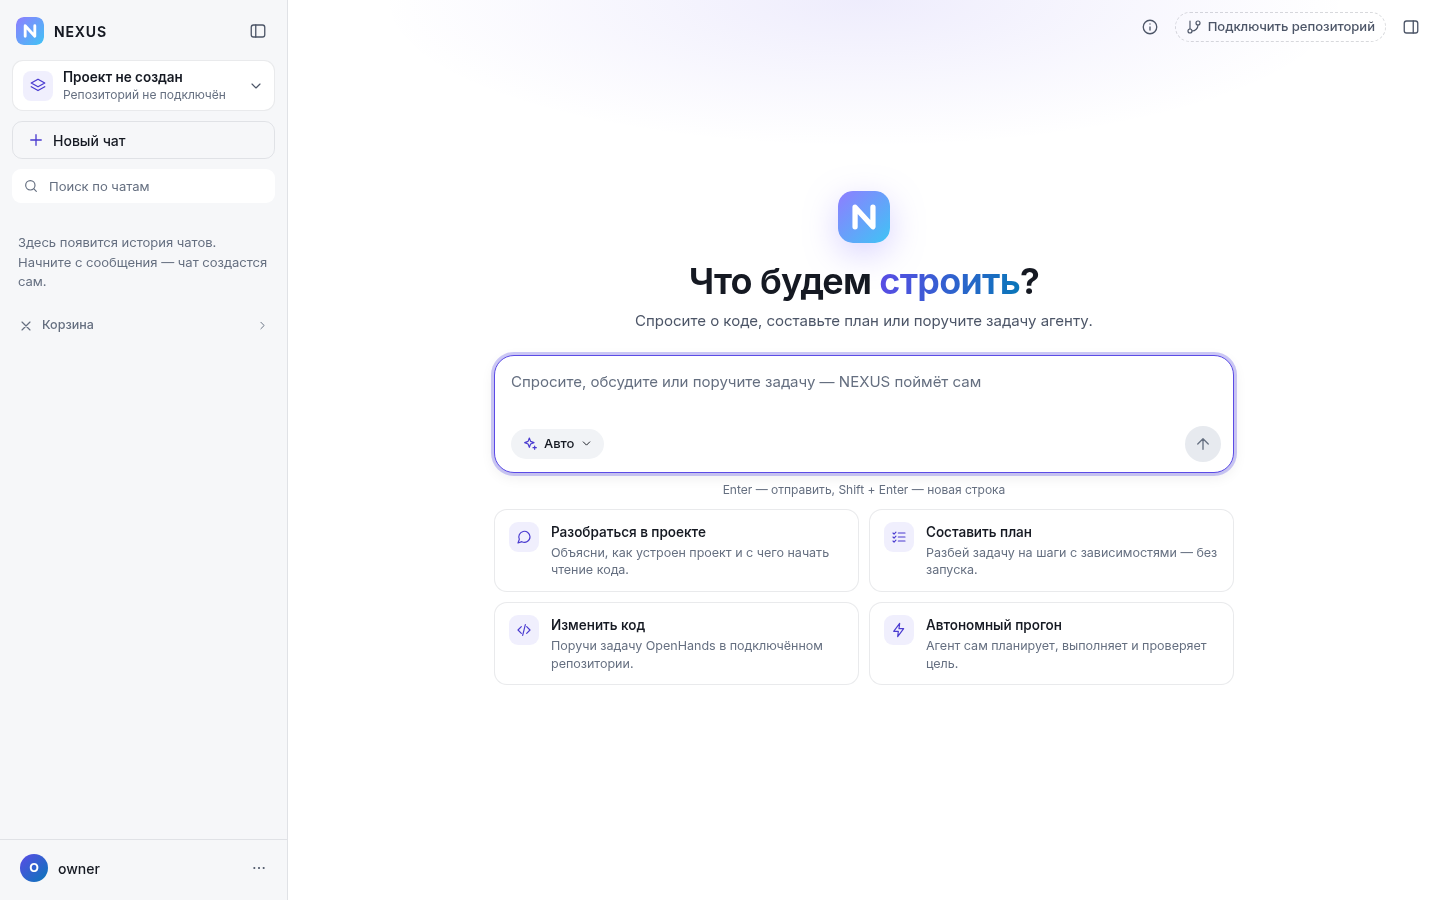 NEXUS
Подключить репозиторий
Проект не создан
Репозиторий не подключён
Новый чат
Поиск по чатам
Здесь появится история чатов.
Начните с сообщения — чат создастся
сам.
Корзина
N
Что будем строить?
Спросите о коде, составьте план или поручите задачу агенту.
Спросите, обсудите или поручите задачу — NEXUS поймёт сам
Авто
Enter — отправить, Shift + Enter — новая строка
Разобраться в проекте
Объясни, как устроен проект и с чего начать
чтение кода.
Составить план
Разбей задачу на шаги с зависимостями — без
запуска.
Изменить код
Поручи задачу OpenHands в подключённом
репозитории.
Автономный прогон
Агент сам планирует, выполняет и проверяет
цель.
O
owner